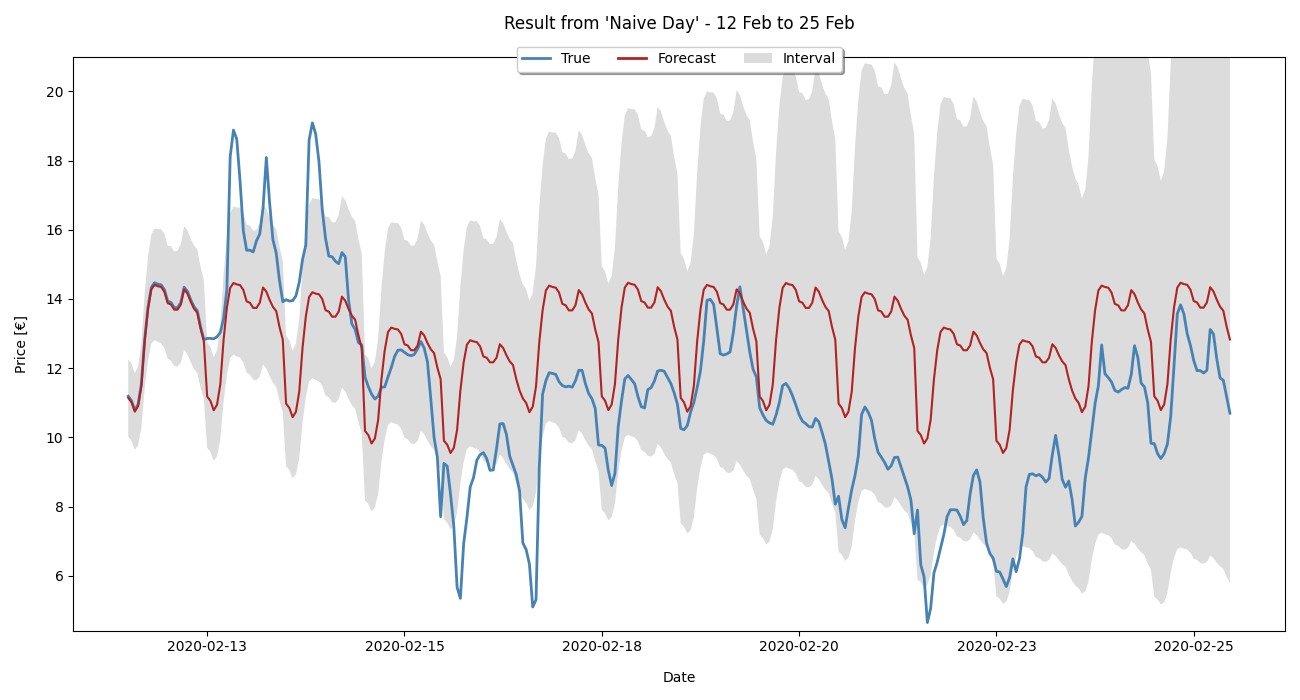 Result from 'Naive Day' - 12 Feb to 25 Feb
True Forecast Interval
Price [€]
20
18
16
14
12
10
8
6
2020-02-13 2020-02-15 2020-02-18 2020-02-20 2020-02-23 2020-02-25
Date